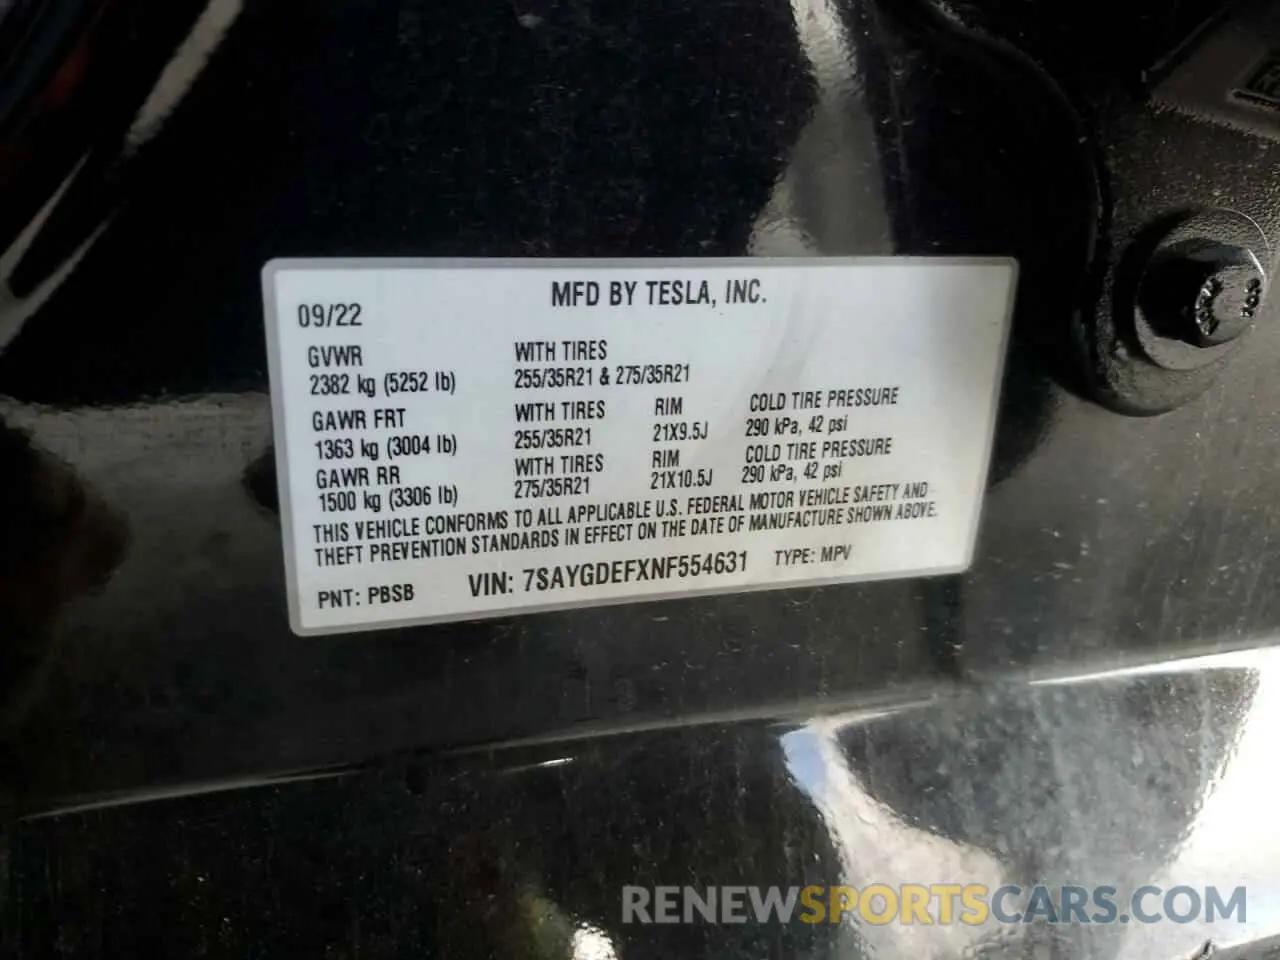 MFD BY TESLA, INC.
09/22
GVWR WITH TIRES
2382 kg (5252 lb) 255/35R21 & 275/35R21
GAWR FRT WITH TIRES RIM COLD TIRE PRESSURE
1363 kg (3004 lb) 255/35R21 21X9.5J 290 kPa, 42 psi
GAWR RR WITH TIRES RIM COLD TIRE PRESSURE
1500 kg (3306 lb) 275/35R21 21X10.5J 290 kPa, 42 psi
THIS VEHICLE CONFORMS TO ALL APPLICABLE U.S. FEDERAL MOTOR VEHICLE SAFETY AND
THEFT PREVENTION STANDARDS IN EFFECT ON THE DATE OF MANUFACTURE SHOWN ABOVE.
PNT: PBSB VIN: 7SAYGDEFXNF554631 TYPE: MPV
RENEWSPORTSCARS.COM